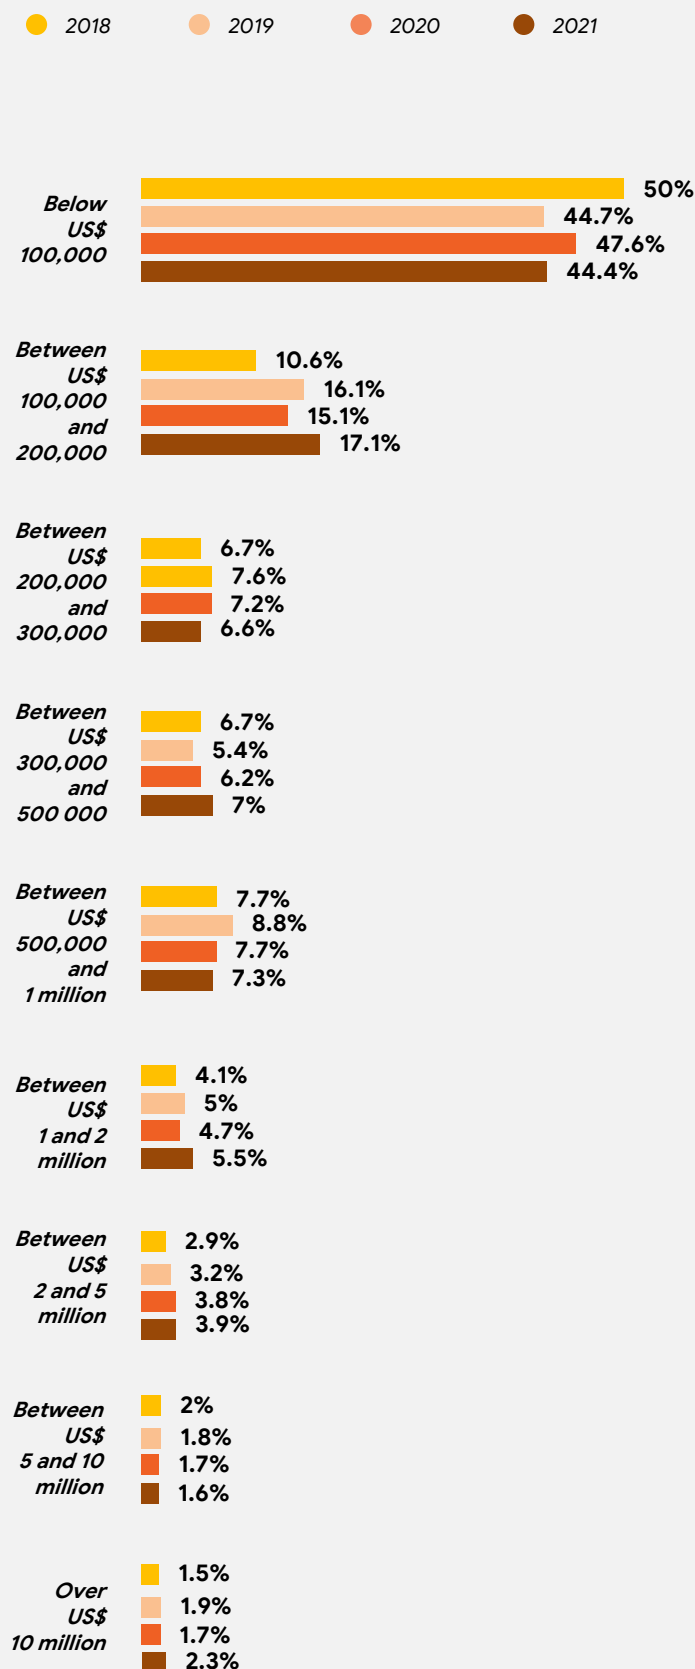 2018 2019 2020 2021
Below
US$
100,000
50%
44.7%
47.6%
44.4%
Between
US$
100,000
and
200,000
10.6%
16.1%
15.1%
17.1%
Between
US$
200,000
and
300,000
6.7%
7.6%
7.2%
6.6%
Between
US$
300,000
and
500 000
6.7%
5.4%
6.2%
7%
Between
US$
500,000
and
1 million
7.7%
8.8%
7.7%
7.3%
Between
US$
1 and 2
million
4.1%
5%
4.7%
5.5%
Between
US$
2 and 5
million
2.9%
3.2%
3.8%
3.9%
Between
US$
5 and 10
million
2%
1.8%
1.7%
1.6%
Over
US$
10 million
1.5%
1.9%
1.7%
2.3%